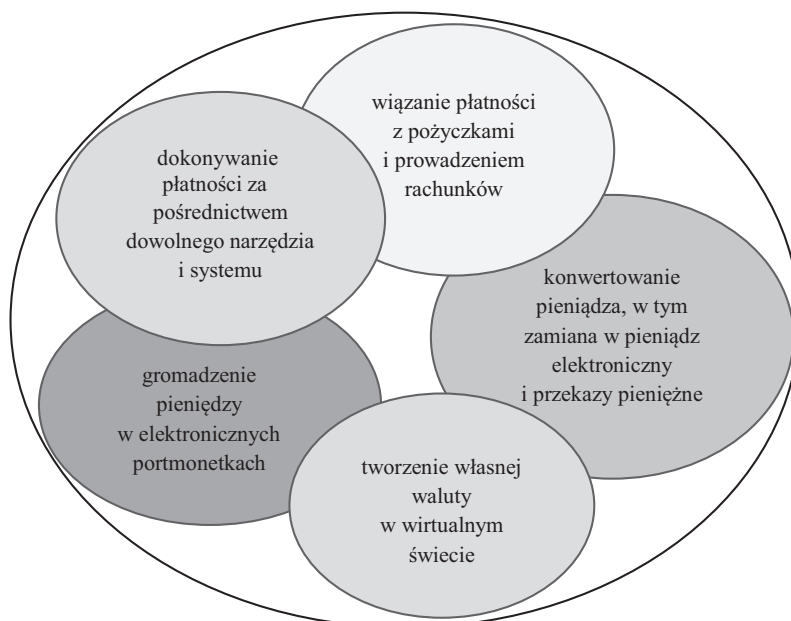 wiązanie płatności
z pożyczkami
i prowadzeniem
rachunków
dokonywanie
płatności za
pośrednictwem
dowolnego narzędzia
i systemu
konwertowanie
pieniądza, w tym
zamiana w pieniądz
elektroniczny
i przekazy pieniężne
gromadzenie
pieniędzy
w elektronicznych
portmonetkach
tworzenie własnej
waluty
w wirtualnym
świecie